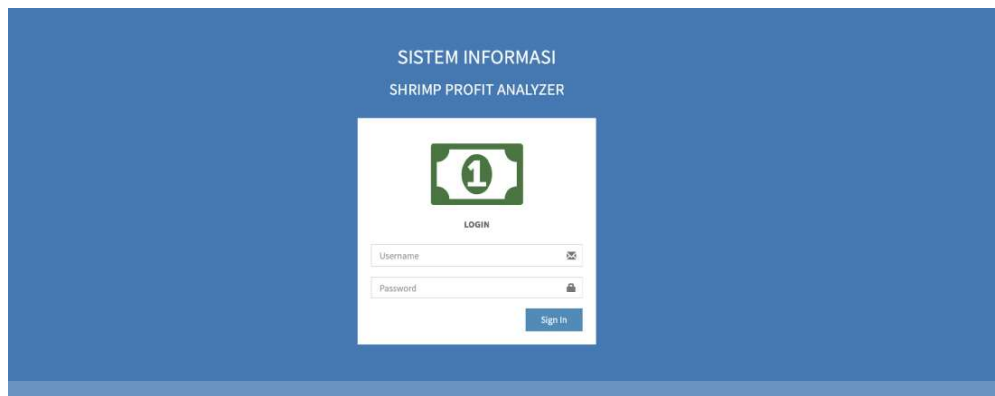 SISTEM INFORMASI
SHRIMP PROFIT ANALYZER
1
LOGIN
Username
Password
Sign In